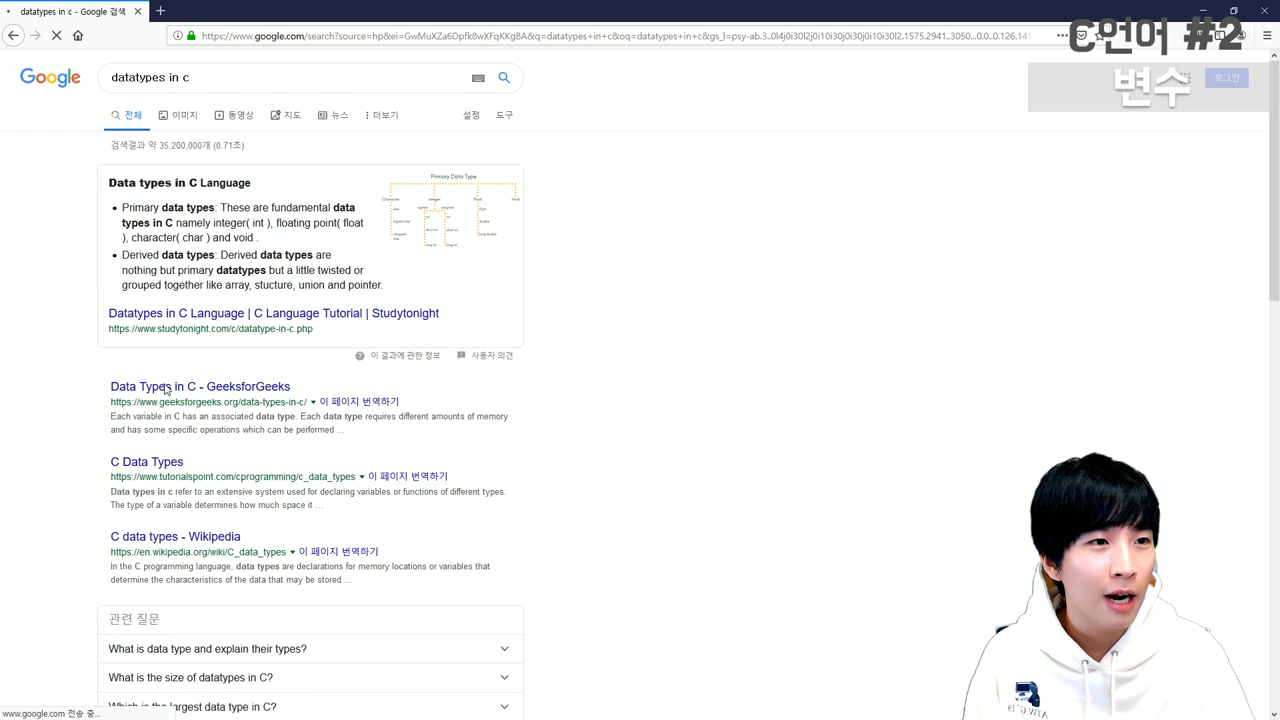 datatypes in c - Google 검색
https://www.google.com/search?source=hp&ei=GwMuXZa6Dpfk8wXFqKKgBA&q=datatypes+in+c&oq=datatypes+in+c&gs_l=psy-ab.3..0l4j0i30l2j0i10i30j0i30j0i10i30l2.1575.2941..3050...0.0..0.126.141
C언어 #2
변수
로그인
Google
datatypes in c
전체
이미지
동영상
지도
뉴스
더보기
설정
도구
검색결과 약 35,200,000개 (0.71초)
Data types in C Language
Primary data types: These are fundamental data
types in C namely integer( int ), floating point( float
), character( char ) and void .
Derived data types: Derived data types are
nothing but primary datatypes but a little twisted or
grouped together like array, stucture, union and pointer.
Primary Data Type
Character
Integer
Float
Void
Datatypes in C Language | C Language Tutorial | Studytonight
https://www.studytonight.com/c/datatype-in-c.php
이 결과에 관한 정보
사용자 의견
Data Types in C - GeeksforGeeks
https://www.geeksforgeeks.org/data-types-in-c/ 이 페이지 번역하기
Each variable in C has an associated data type. Each data type requires different amounts of memory
and has some specific operations which can be performed ...
C Data Types
https://www.tutorialspoint.com/cprogramming/c_data_types 이 페이지 번역하기
Data types in c refer to an extensive system used for declaring variables or functions of different types.
The type of a variable determines how much space it ...
C data types - Wikipedia
https://en.wikipedia.org/wiki/C_data_types 이 페이지 번역하기
In the C programming language, data types are declarations for memory locations or variables that
determine the characteristics of the data that may be stored ...
관련 질문
What is data type and explain their types?
What is the size of datatypes in C?
Which is the largest data type in C?
www.google.com 전송 중...